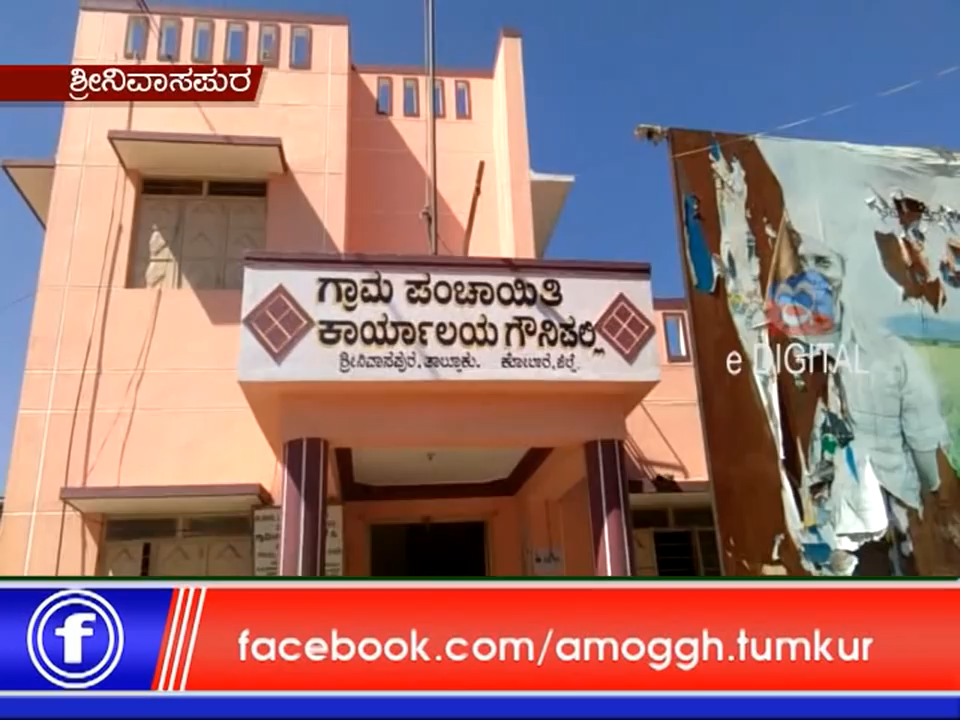 ಶ್ರೀನಿವಾಸಪುರ
ಗ್ರಾಮ ಪಂಚಾಯಿತಿ
ಕಾರ್ಯಾಲಯ ಗೌನಿಪಲ್ಲಿ
ಶ್ರೀನಿವಾಸಪುರ, ತಾಲ್ಲೂಕು. ಕೋಲಾರ, ಜಿಲ್ಲೆ.
e DIGITAL
facebook.com/amoggh.tumkur